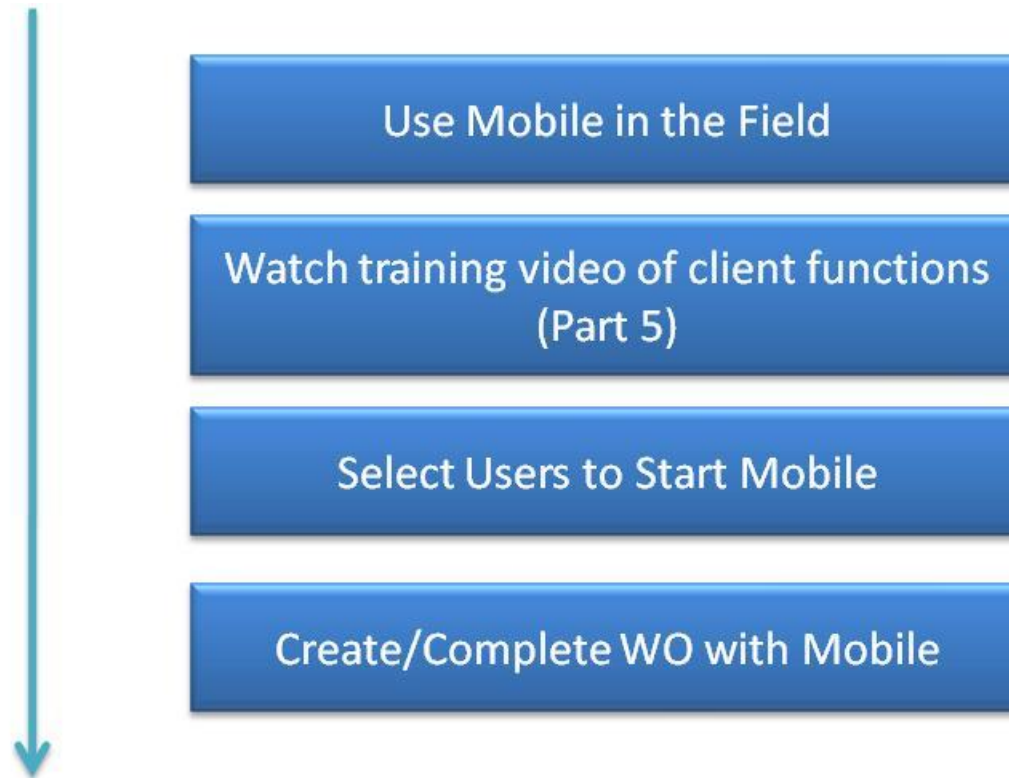 Use Mobile in the Field
Watch training video of client functions
(Part 5)
Select Users to Start Mobile
Create/Complete WO with Mobile